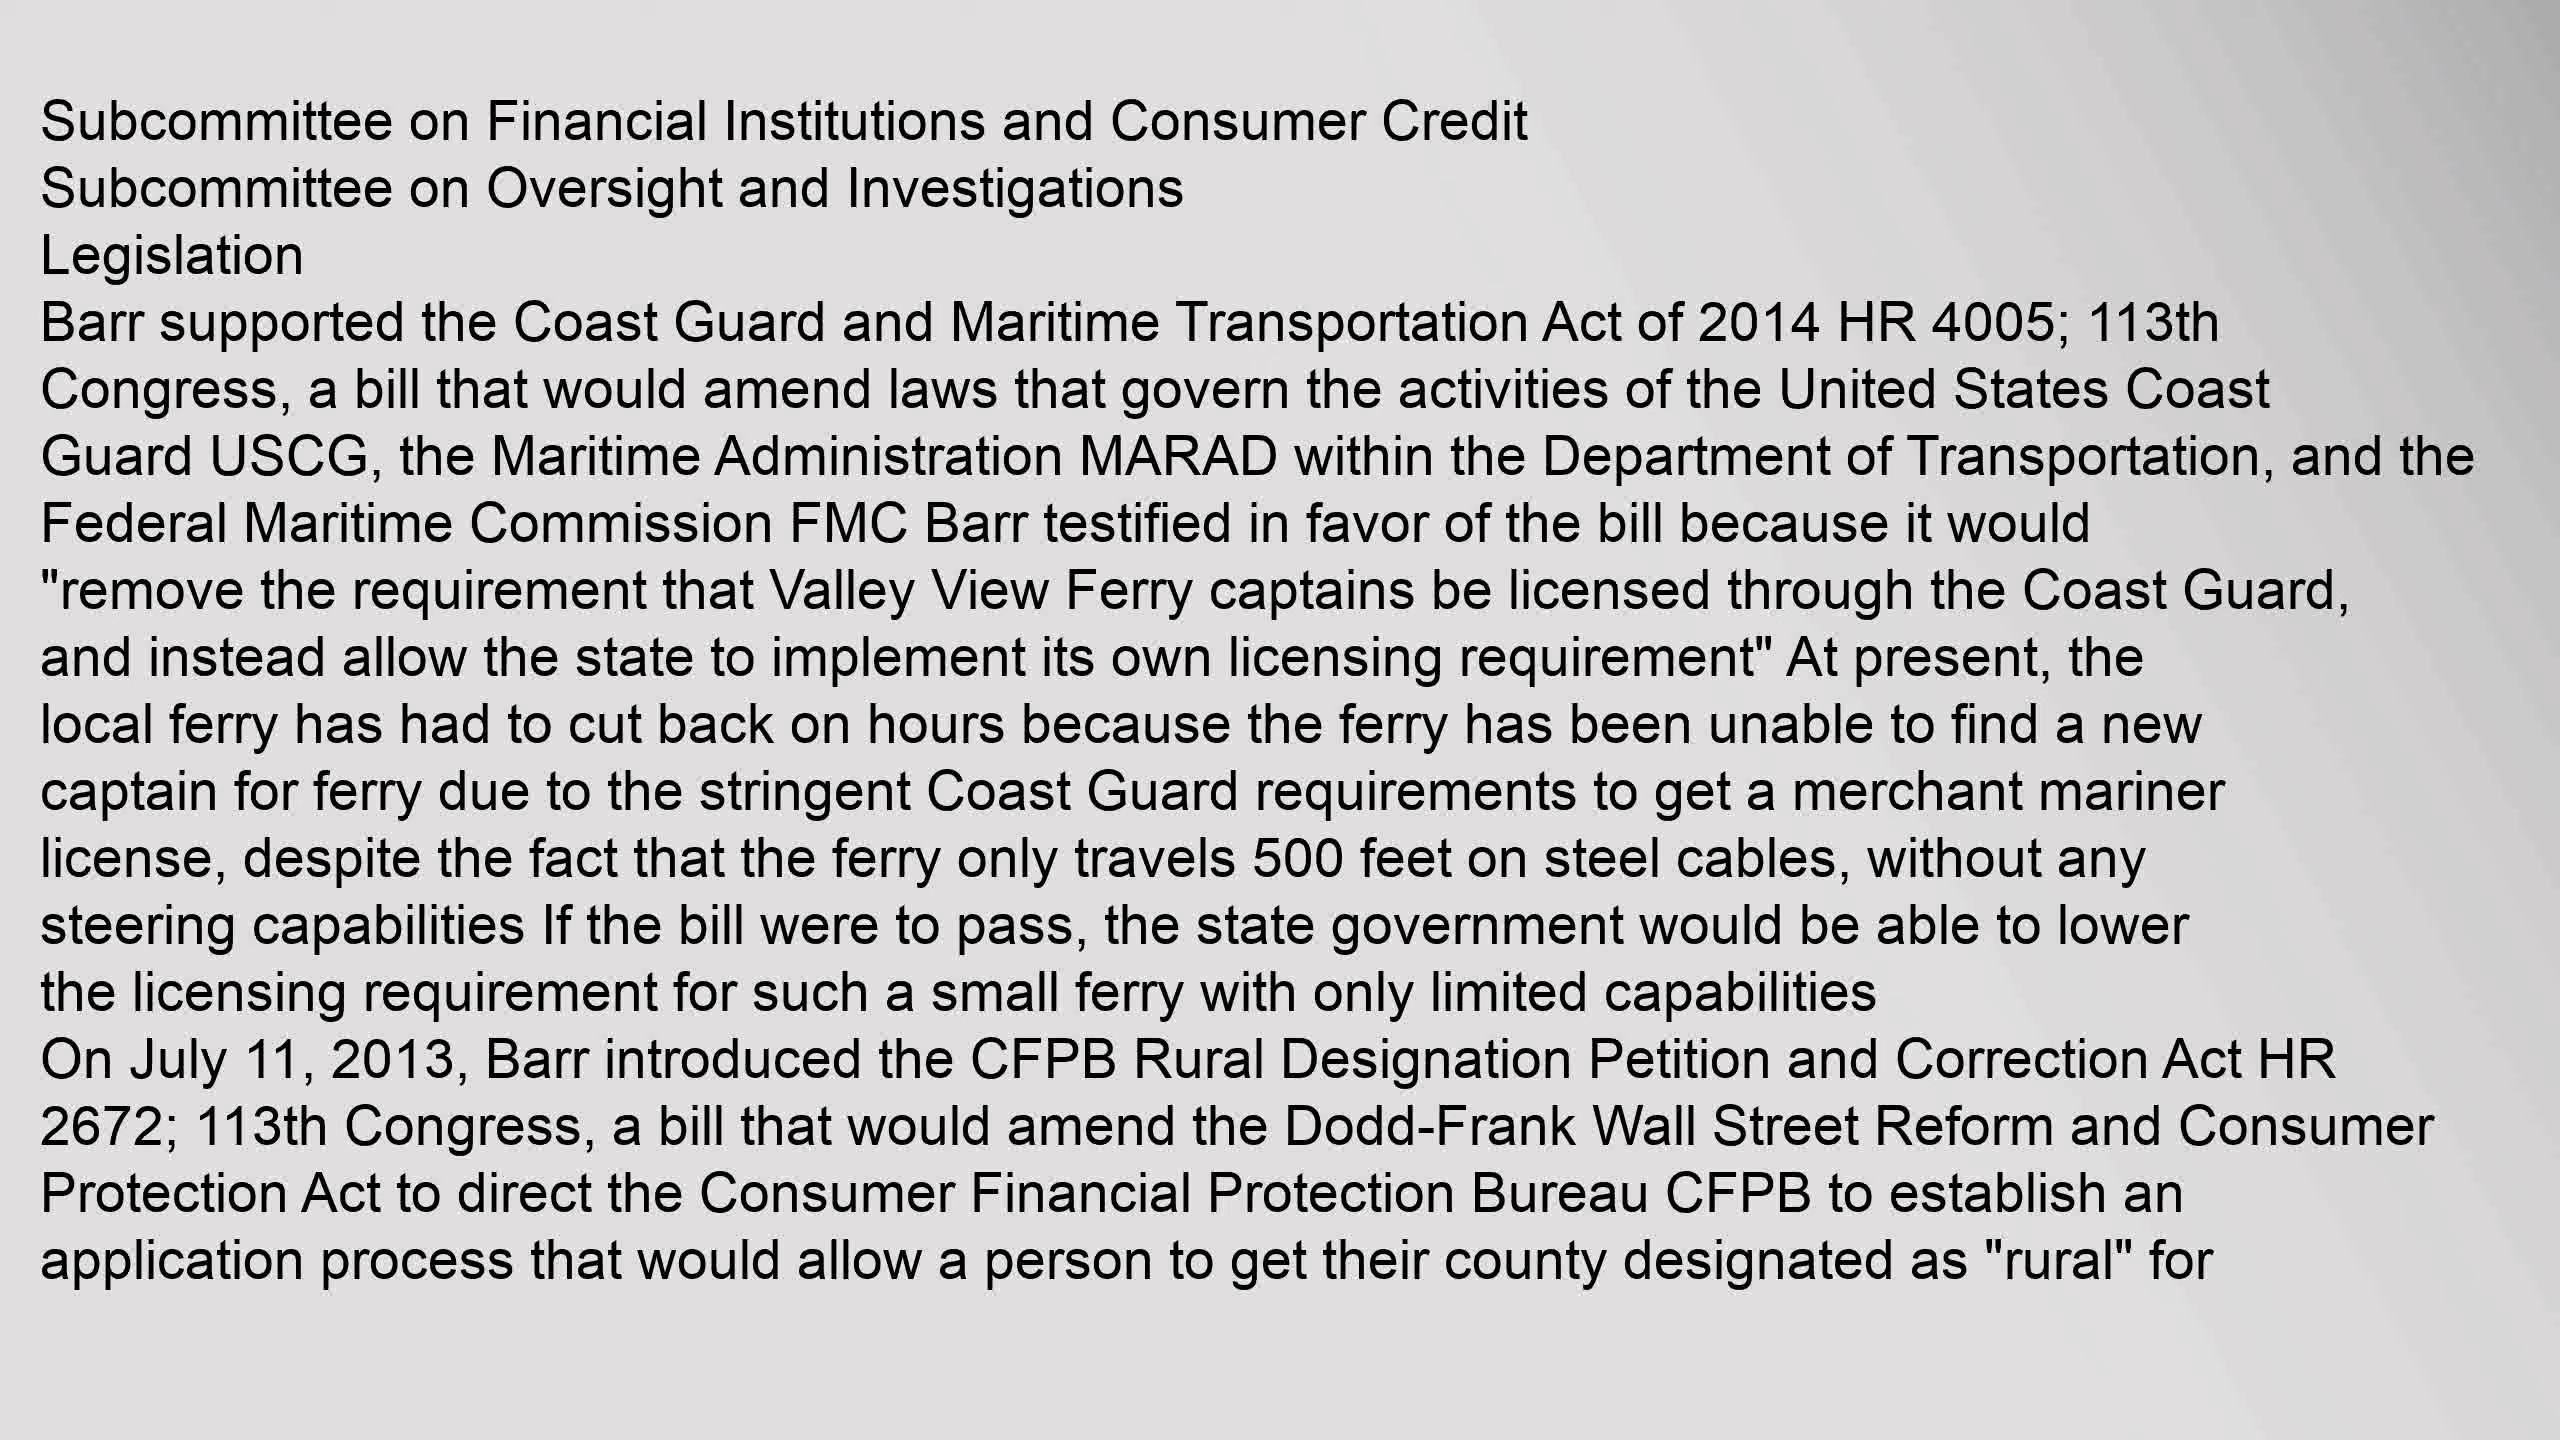 Subcommittee on Financial Institutions and Consumer Credit
Subcommittee on Oversight and Investigations
Legislation
Barr supported the Coast Guard and Maritime Transportation Act of 2014 HR 4005; 113th
Congress, a bill that would amend laws that govern the activities of the United States Coast
Guard USCG, the Maritime Administration MARAD within the Department of Transportation, and the
Federal Maritime Commission FMC Barr testified in favor of the bill because it would
"remove the requirement that Valley View Ferry captains be licensed through the Coast Guard,
and instead allow the state to implement its own licensing requirement" At present, the
local ferry has had to cut back on hours because the ferry has been unable to find a new
captain for ferry due to the stringent Coast Guard requirements to get a merchant mariner
license, despite the fact that the ferry only travels 500 feet on steel cables, without any
steering capabilities If the bill were to pass, the state government would be able to lower
the licensing requirement for such a small ferry with only limited capabilities
On July 11, 2013, Barr introduced the CFPB Rural Designation Petition and Correction Act HR
2672; 113th Congress, a bill that would amend the Dodd-Frank Wall Street Reform and Consumer
Protection Act to direct the Consumer Financial Protection Bureau CFPB to establish an
application process that would allow a person to get their county designated as "rural" for